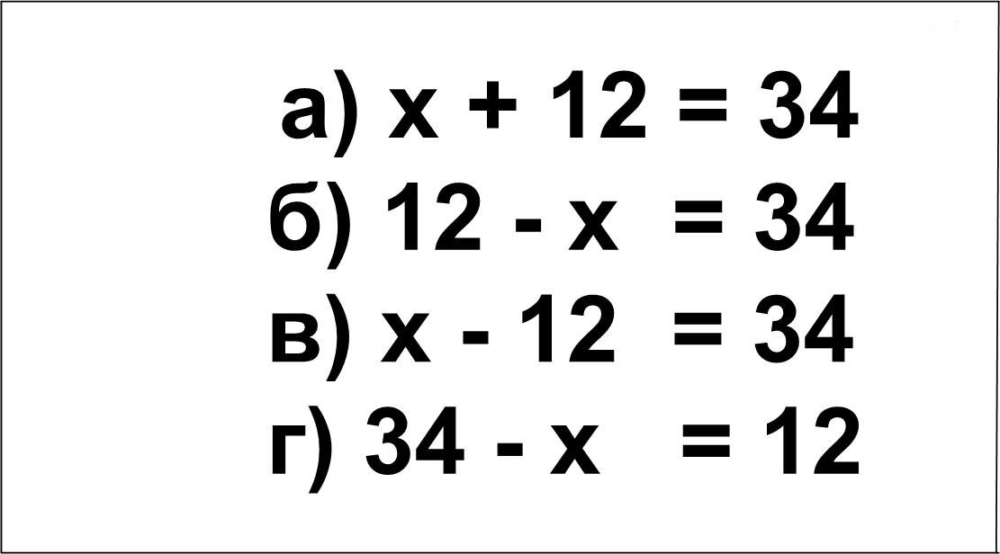 а) х + 12 = 34
б) 12 - х = 34
в) х - 12 = 34
г) 34 - х = 12